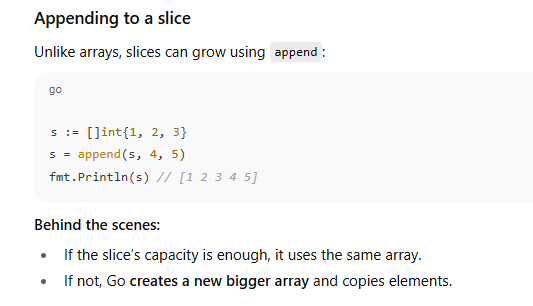 Appending to a slice
Unlike arrays, slices can grow using append:
go
s := []int{1, 2, 3}
s = append(s, 4, 5)
fmt.Println(s) // [1 2 3 4 5]
Behind the scenes:
• If the slice’s capacity is enough, it uses the same array.
• If not, Go creates a new bigger array and copies elements.